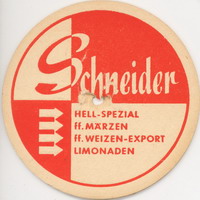 Schneider
HELL-SPEZIAL
ff. MÄRZEN
ff. WEIZEN-EXPORT
LIMONADEN